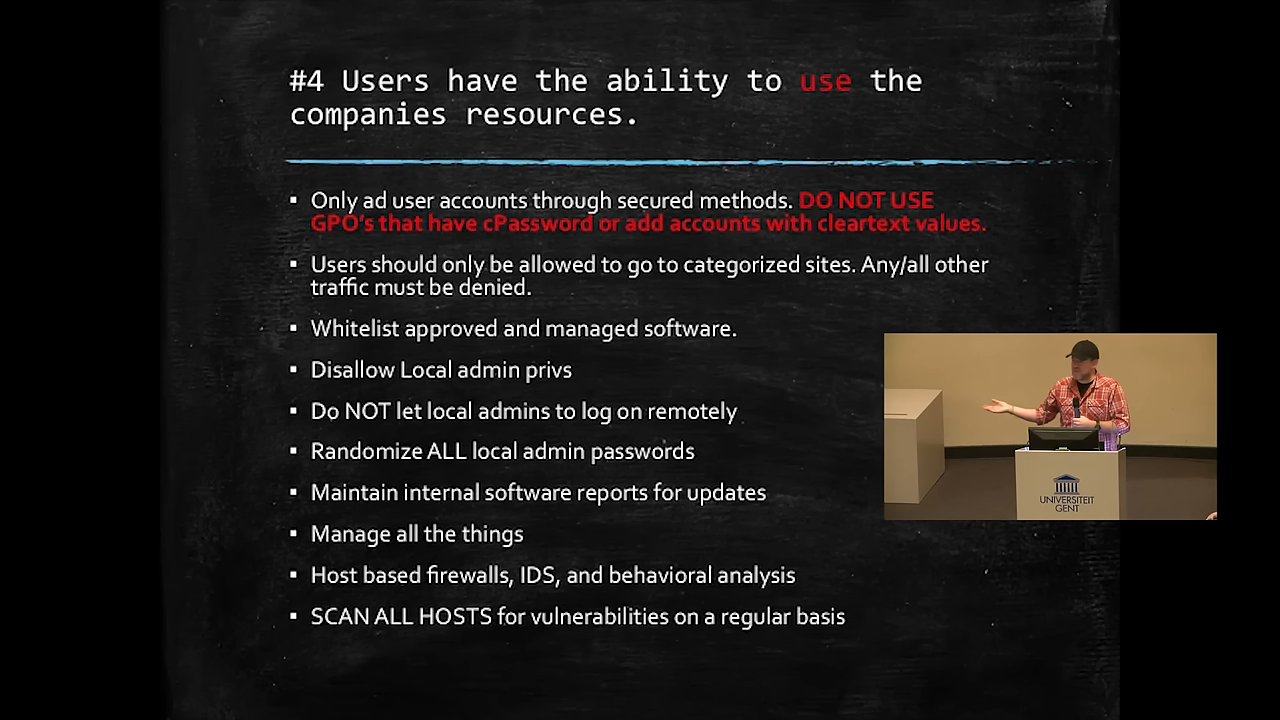 #4 Users have the ability to use the
companies resources.
▪ Only ad user accounts through secured methods. DO NOT USE
GPO's that have cPassword or add accounts with cleartext values.
▪ Users should only be allowed to go to categorized sites. Any/all other
traffic must be denied.
▪ Whitelist approved and managed software.
▪ Disallow Local admin privs
▪ Do NOT let local admins to log on remotely
▪ Randomize ALL local admin passwords
▪ Maintain internal software reports for updates
▪ Manage all the things
▪ Host based firewalls, IDS, and behavioral analysis
▪ SCAN ALL HOSTS for vulnerabilities on a regular basis
UNIVERSITEIT
GENT